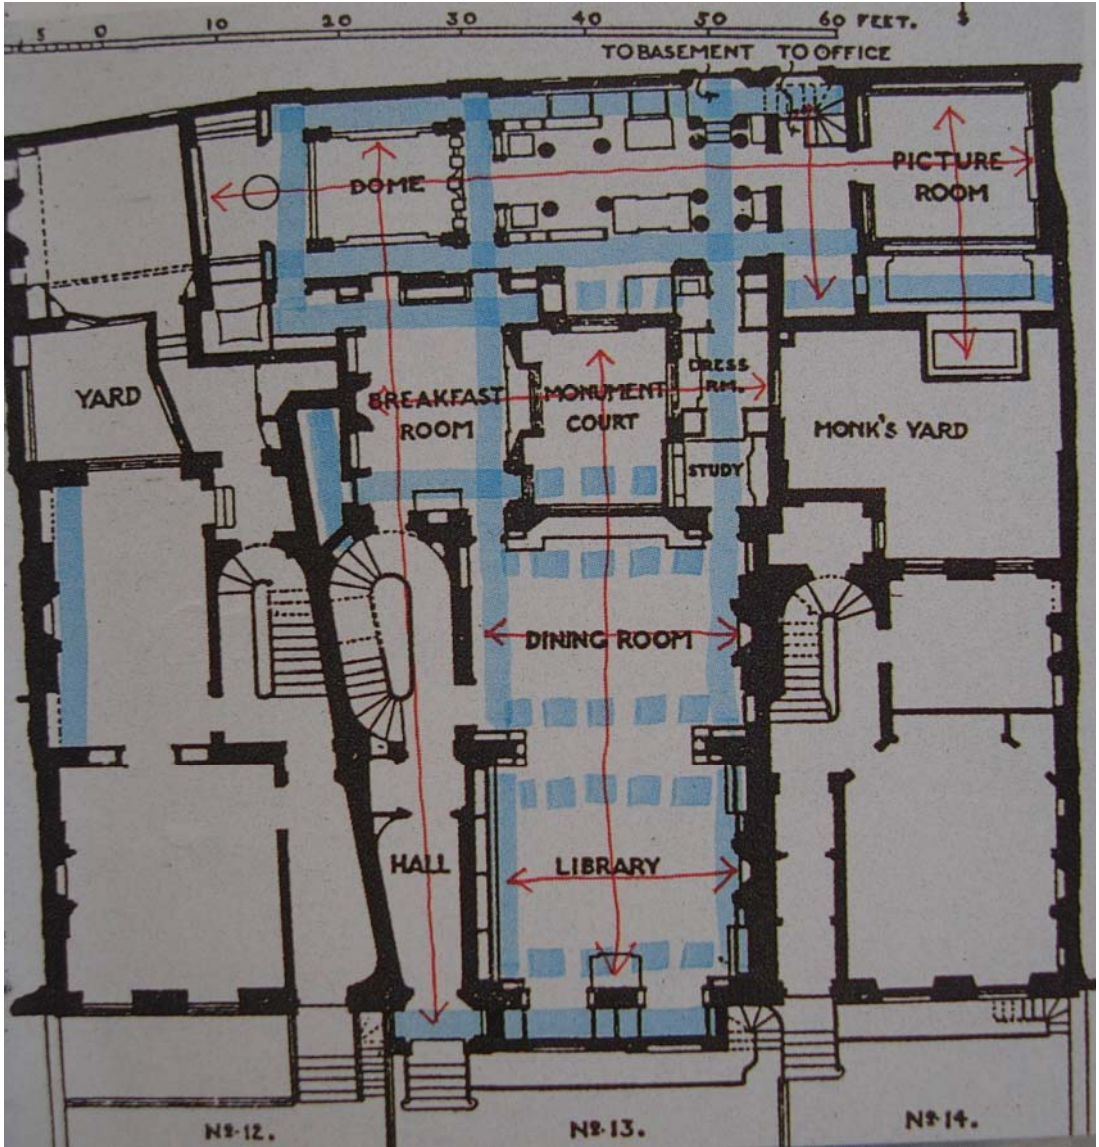 5 0 10 20 30 40 50 60 FEET.
TO BASEMENT TO OFFICE
DOME
PICTURE
ROOM
YARD
BREAKFAST
ROOM
MONUMENT
COURT
DRESS
RM.
STUDY
MONK'S YARD
DINING ROOM
HALL
LIBRARY
Nº·12.
Nº·13.
Nº·14.